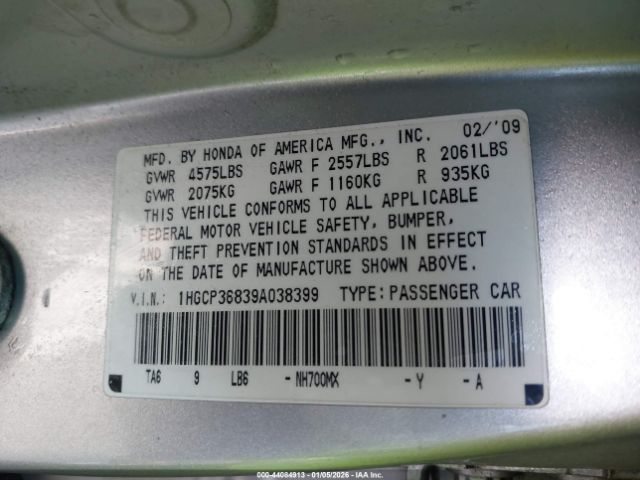 MFD. BY HONDA OF AMERICA MFG., INC. 02/'09
GVWR 4575LBS GAWR F 2557LBS R 2061LBS
GVWR 2075KG GAWR F 1160KG R 935KG
THIS VEHICLE CONFORMS TO ALL APPLICABLE
FEDERAL MOTOR VEHICLE SAFETY, BUMPER,
AND THEFT PREVENTION STANDARDS IN EFFECT
ON THE DATE OF MANUFACTURE SHOWN ABOVE.
V.I.N.: 1HGCP36839A038399 TYPE: PASSENGER CAR
TA6 9 LB6 -NH700MX -Y -A
000-44084913 - 01/05/2026 - TRADEMARK OF IAA, LLC